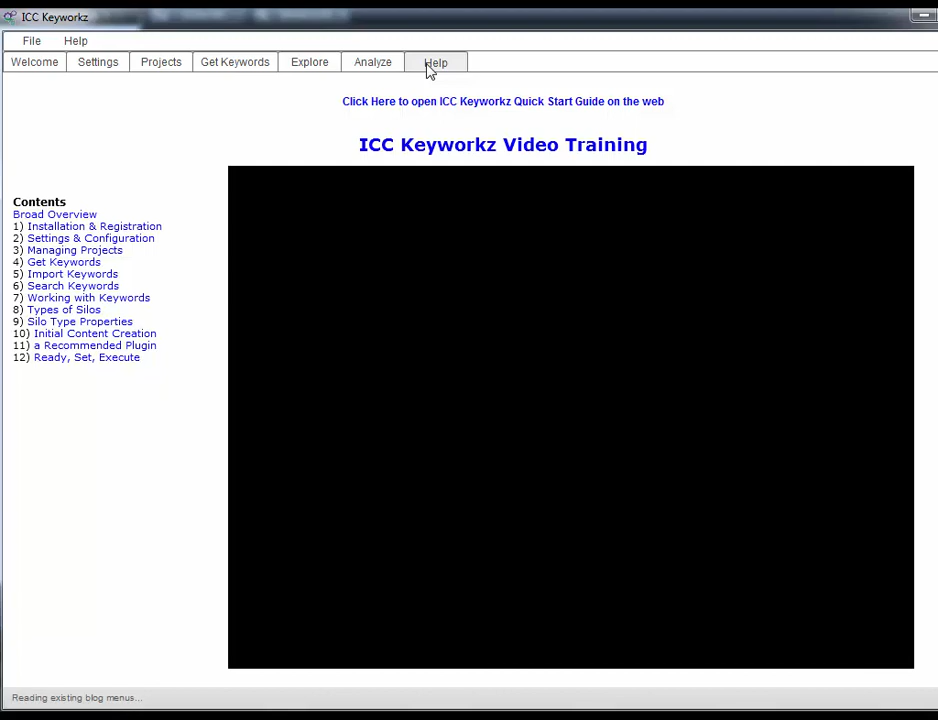 ICC Keyworkz
File Help
Welcome Settings Projects Get Keywords Explore Analyze Help
Click Here to open ICC Keyworkz Quick Start Guide on the web
ICC Keyworkz Video Training
Contents
Broad Overview
1) Installation & Registration
2) Settings & Configuration
3) Managing Projects
4) Get Keywords
5) Import Keywords
6) Search Keywords
7) Working with Keywords
8) Types of Silos
9) Silo Type Properties
10) Initial Content Creation
11) a Recommended Plugin
12) Ready, Set, Execute
Reading existing blog menus...